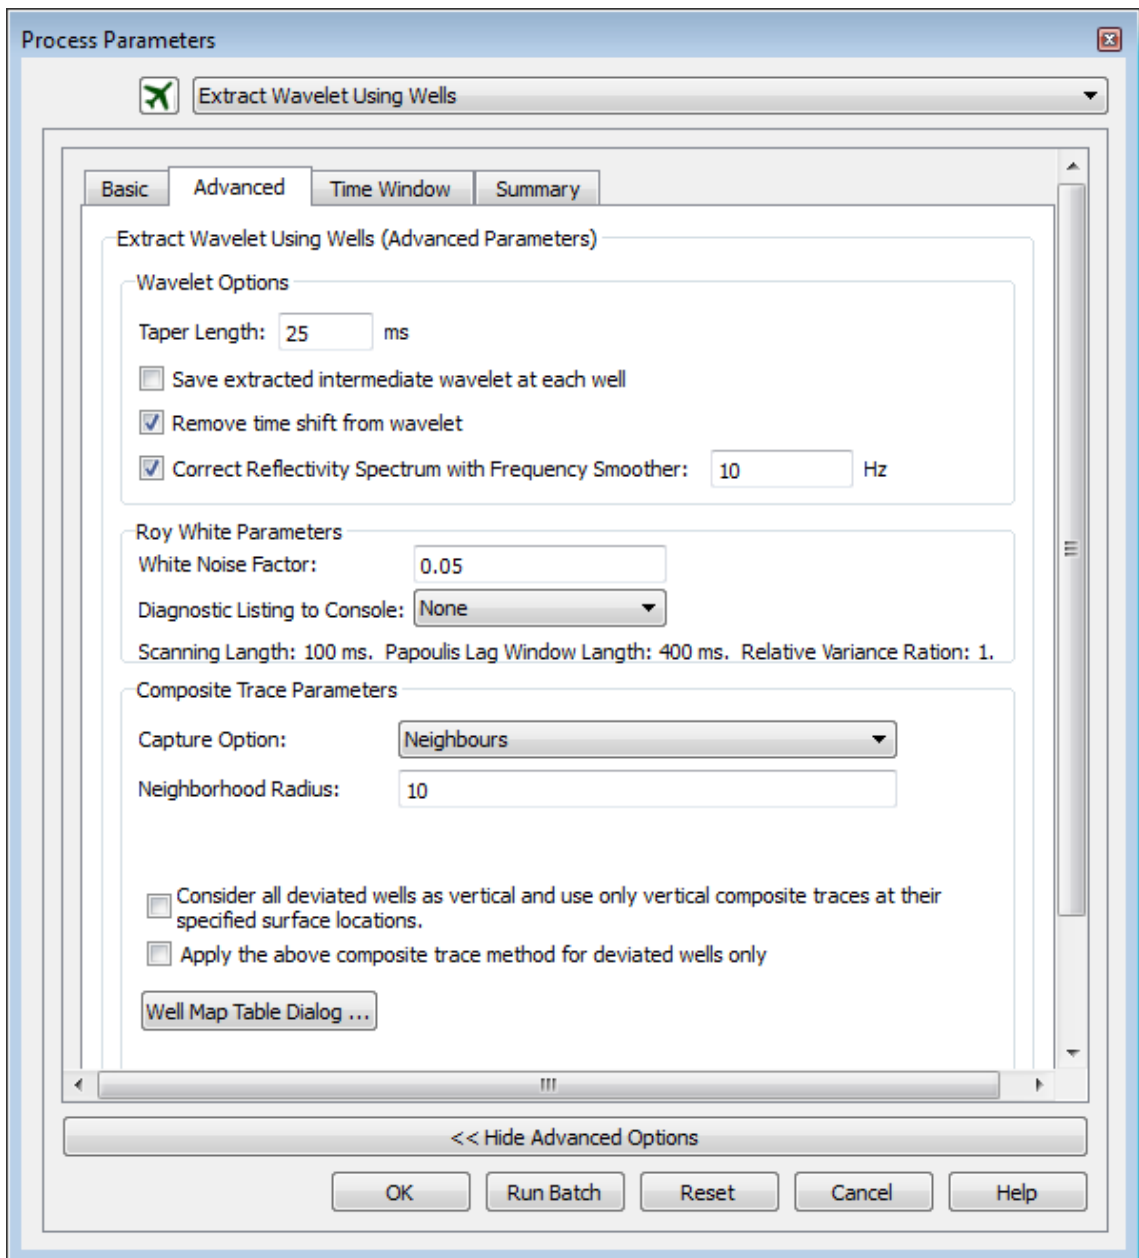 Process Parameters
Extract Wavelet Using Wells
Basic Advanced Time Window Summary
Extract Wavelet Using Wells (Advanced Parameters)
Wavelet Options
Taper Length: 25 ms
Save extracted intermediate wavelet at each well
Remove time shift from wavelet
Correct Reflectivity Spectrum with Frequency Smoother: 10 Hz
Roy White Parameters
White Noise Factor: 0.05
Diagnostic Listing to Console: None
Scanning Length: 100 ms. Papoulis Lag Window Length: 400 ms. Relative Variance Ration: 1.
Composite Trace Parameters
Capture Option: Neighbours
Neighborhood Radius: 10
Consider all deviated wells as vertical and use only vertical composite traces at their
specified surface locations.
Apply the above composite trace method for deviated wells only
Well Map Table Dialog ...
<< Hide Advanced Options
OK Run Batch Reset Cancel Help